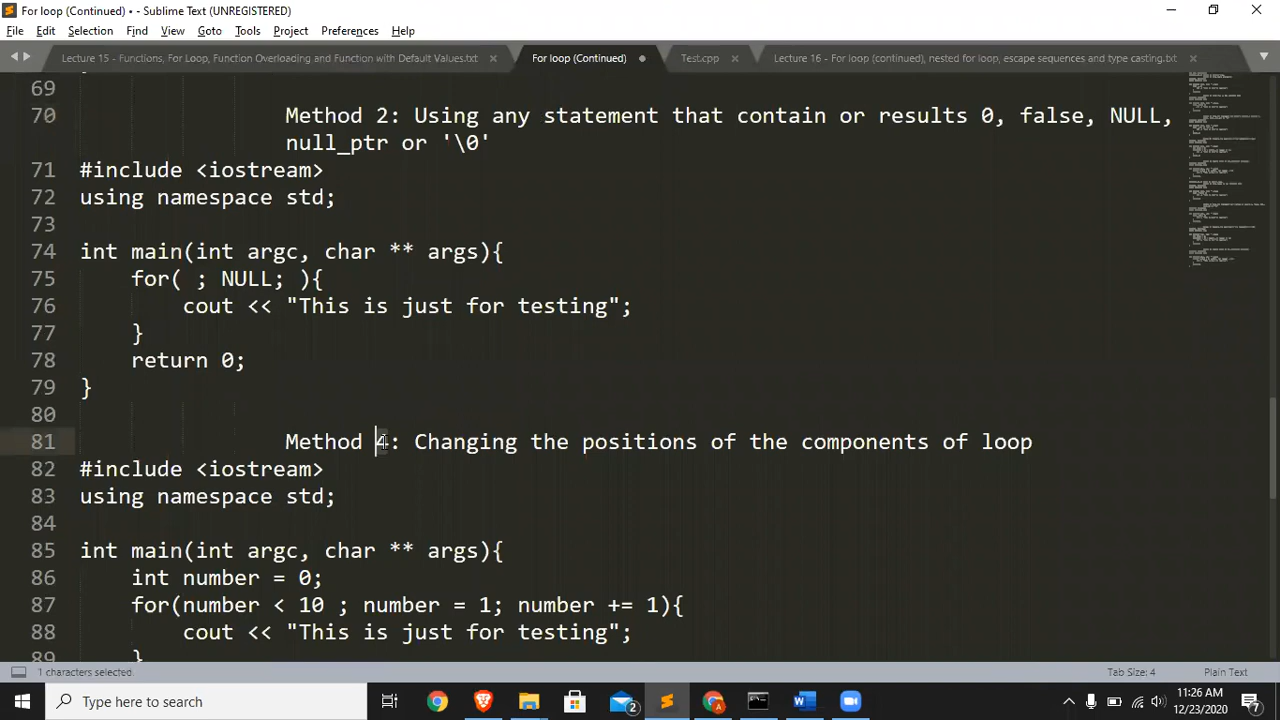 For loop (Continued) • - Sublime Text (UNREGISTERED)
File Edit Selection Find View Goto Tools Project Preferences Help
Lecture 15 - Functions, For Loop, Function Overloading and Function with Default Values.txt For loop (Continued) Test.cpp Lecture 16 - For loop (continued), nested for loop, escape sequences and type casting.txt
69
70 Method 2: Using any statement that contain or results 0, false, NULL,
null_ptr or '\0'
71 #include <iostream>
72 using namespace std;
73
74 int main(int argc, char ** args){
75 for( ; NULL; ){
76 cout << "This is just for testing";
77 }
78 return 0;
79 }
80
81 Method 4: Changing the positions of the components of loop
82 #include <iostream>
83 using namespace std;
84
85 int main(int argc, char ** args){
86 int number = 0;
87 for(number < 10 ; number = 1; number += 1){
88 cout << "This is just for testing";
89 }
1 characters selected. Tab Size: 4 Plain Text
Type here to search 2 11:26 AM
12/23/2020 7